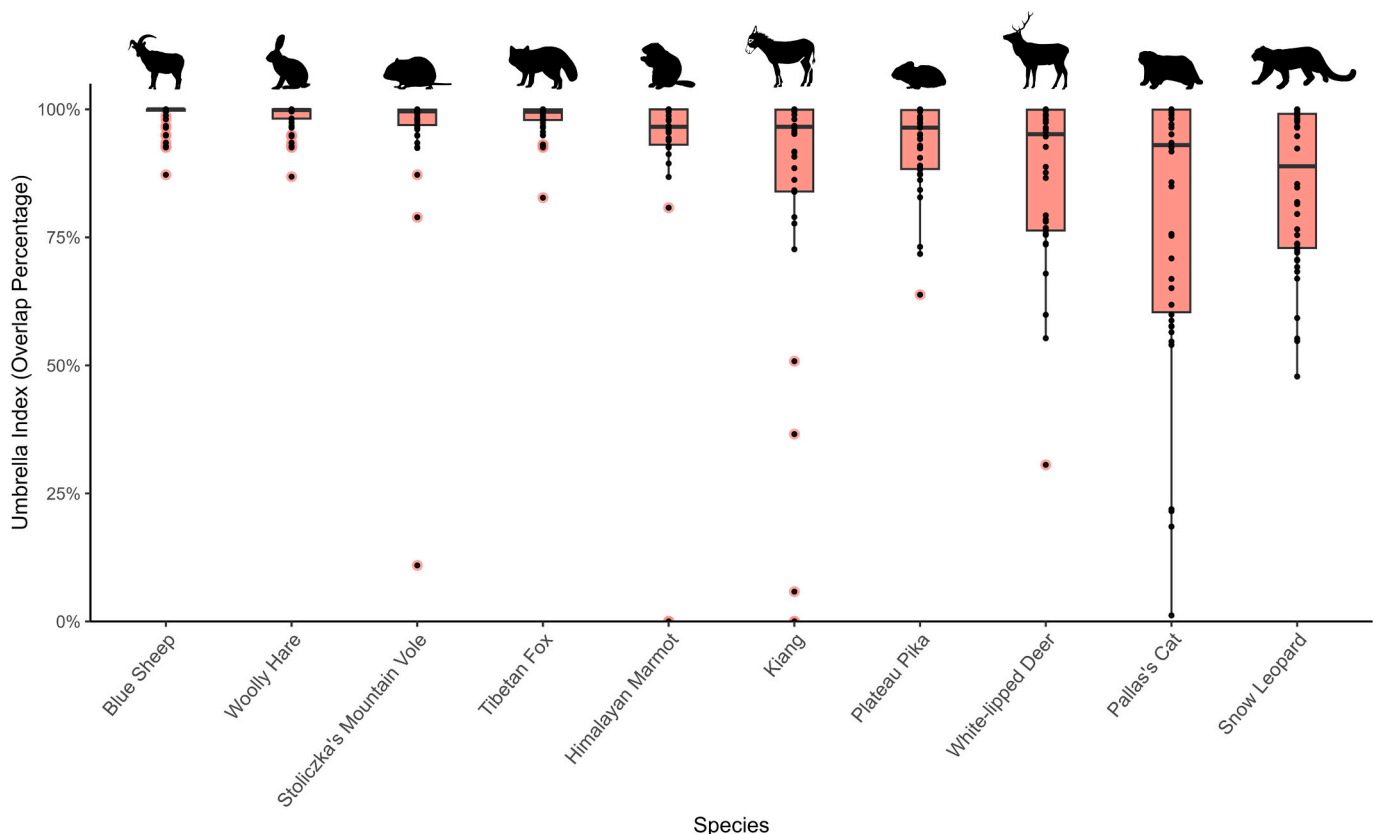 Umbrella Index (Overlap Percentage)
100%
75%
50%
25%
0%
Blue Sheep
Woolly Hare
Stoliczka's Mountain Vole
Tibetan Fox
Himalayan Marmot
Kiang
Plateau Pika
White-lipped Deer
Pallas's Cat
Snow Leopard
Species